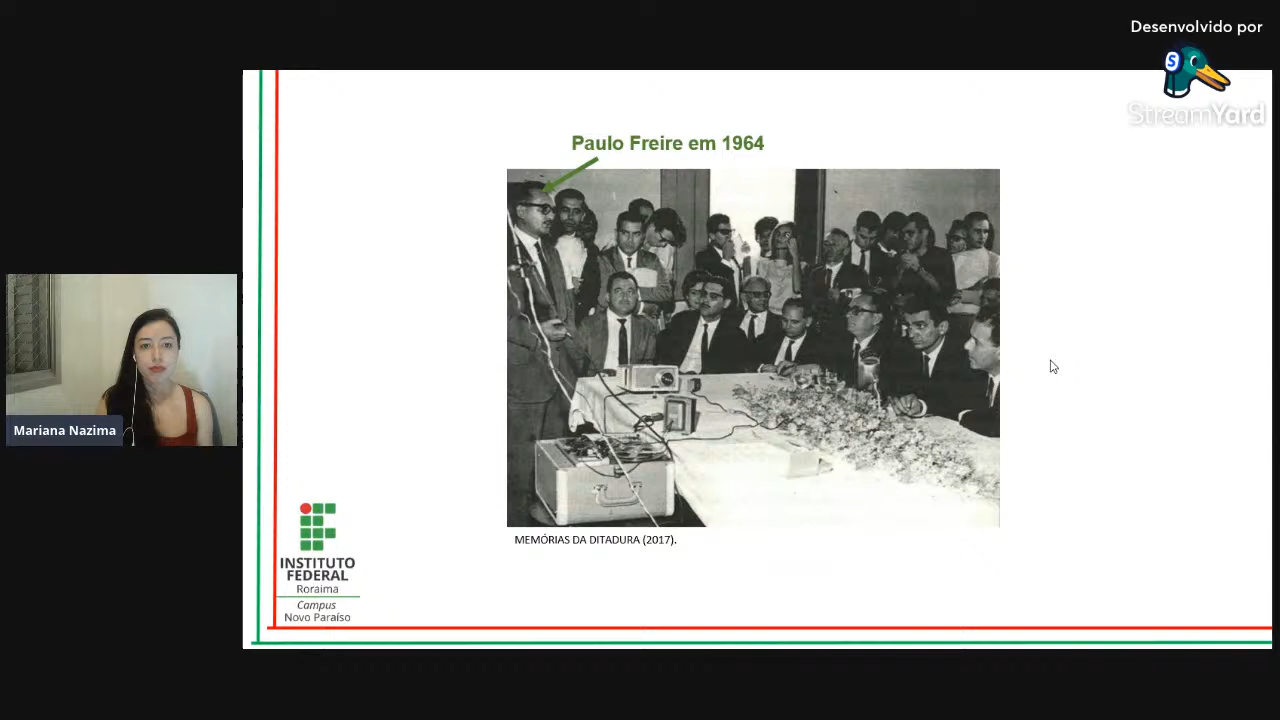 Desenvolvido por
S
StreamYard
Paulo Freire em 1964
Mariana Nazima
MEMÓRIAS DA DITADURA (2017).
INSTITUTO
FEDERAL
Roraima
Campus
Novo Paraíso